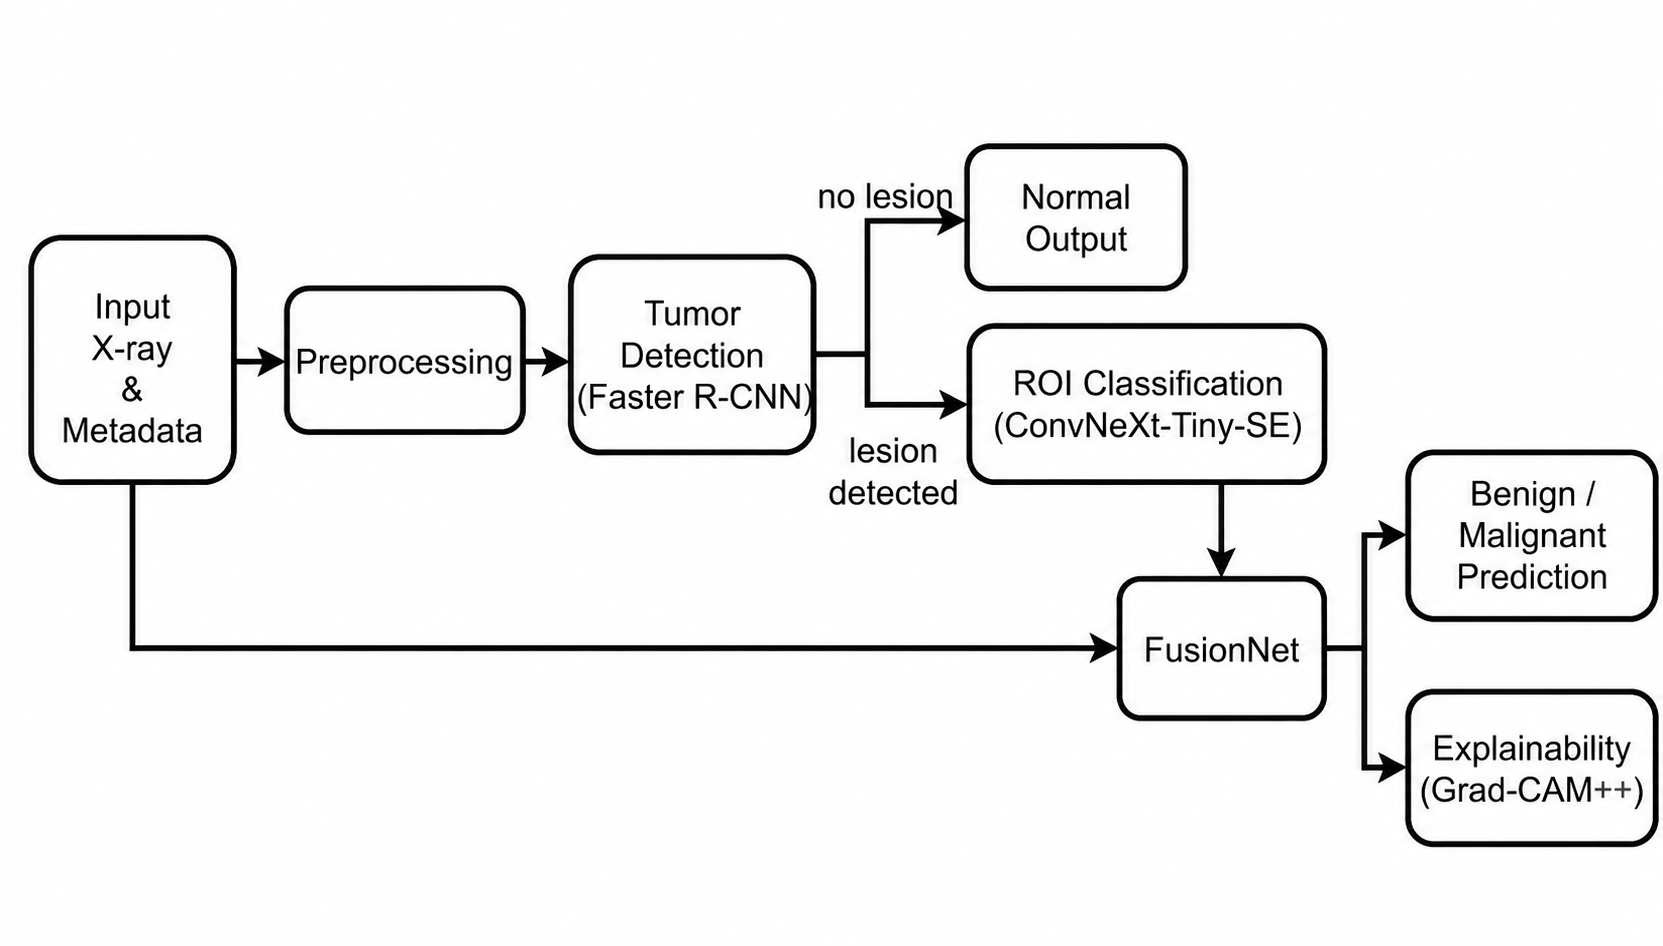 Input
X-ray
&
Metadata
Preprocessing
Tumor
Detection
(Faster R-CNN)
no lesion
Normal
Output
lesion
detected
ROI Classification
(ConvNeXt-Tiny-SE)
FusionNet
Benign /
Malignant
Prediction
Explainability
(Grad-CAM++)